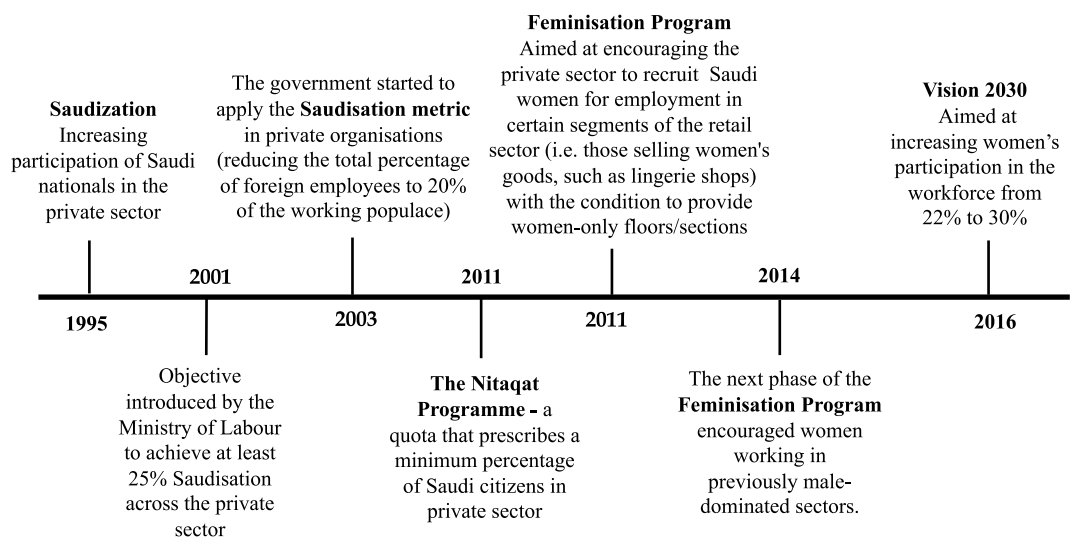 Saudization
Increasing
participation of Saudi
nationals in the
private sector
1995
2001
Objective
introduced by the
Ministry of Labour
to achieve at least
25% Saudisation
across the private
sector
The government started to
apply the Saudisation metric
in private organisations
(reducing the total percentage
of foreign employees to 20%
of the working populace)
2003
2011
The Nitaqat
Programme - a
quota that prescribes a
minimum percentage
of Saudi citizens in
private sector
Feminisation Program
Aimed at encouraging the
private sector to recruit Saudi
women for employment in
certain segments of the retail
sector (i.e. those selling women's
goods, such as lingerie shops)
with the condition to provide
women-only floors/sections
2011
2014
The next phase of the
Feminisation Program
encouraged women
working in
previously male-
dominated sectors.
Vision 2030
Aimed at
increasing women's
participation in the
workforce from
22% to 30%
2016